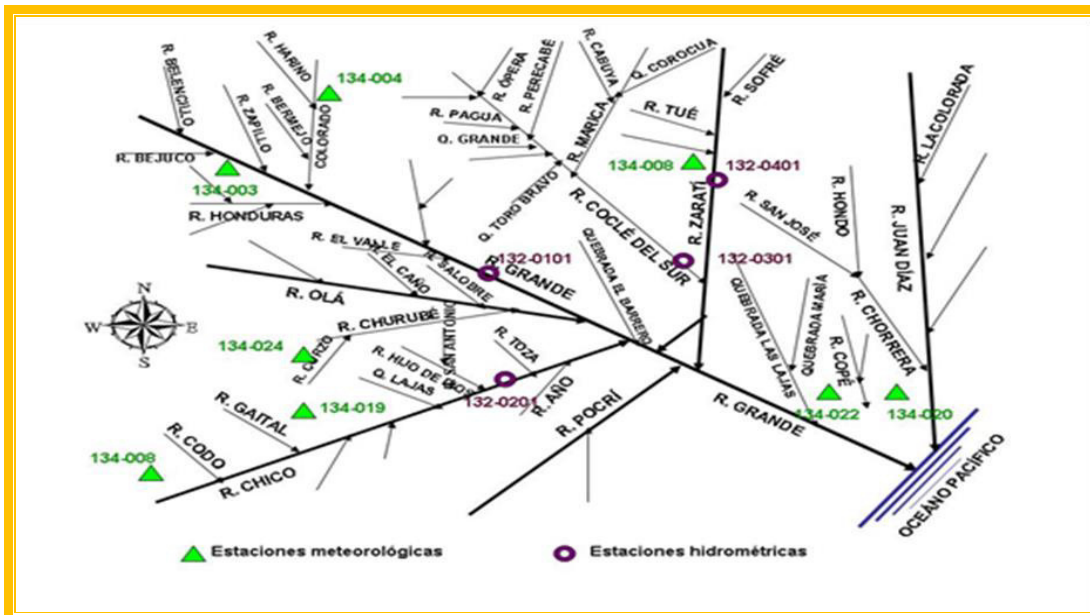 R. BELENCILLO
R. HARINO
134-004
R. ZAPILLO
R. BERMEJO
COLORADO
R. BEJUCO
134-003
R. HONDURAS
R. ÓPERA
R. PERECABÉ
R. CABUYA
Q. COROCUA
R. PAGUA
Q. GRANDE
R. MARICA
R. TUÉ
R. SOFRÉ
134-008
132-0401
R. LACOLORADA
Q. TORO BRAVO
R. COCLÉ DEL SUR
R. ZARATÍ
R. SAN JOSÉ
R. HONDO
R. JUAN DÍAZ
R. EL VALLE
R. EL CAÑO
R. SALOBRE
132-0101
R. GRANDE
QUEBRADA EL BARRERO
132-0301
N
W
E
S
R. OLÁ
R. CHURUBÉ
SAN ANTONIO
QUEBRADA LAS LAJAS
QUEBRADA MARÍA
R. CHORRERA
134-024
R. HIJO DE DIOS
Q. LAJAS
R. TOZA
132-0201
R. AÑO
R. COPÉ
134-019
R. GAITAL
R. POCRÍ
R. GRANDE
134-022
134-020
R. CODO
134-008
R. CHICO
OCEÀNO PACÍFICO
Estaciones meteorológicas
Estaciones hidrométricas